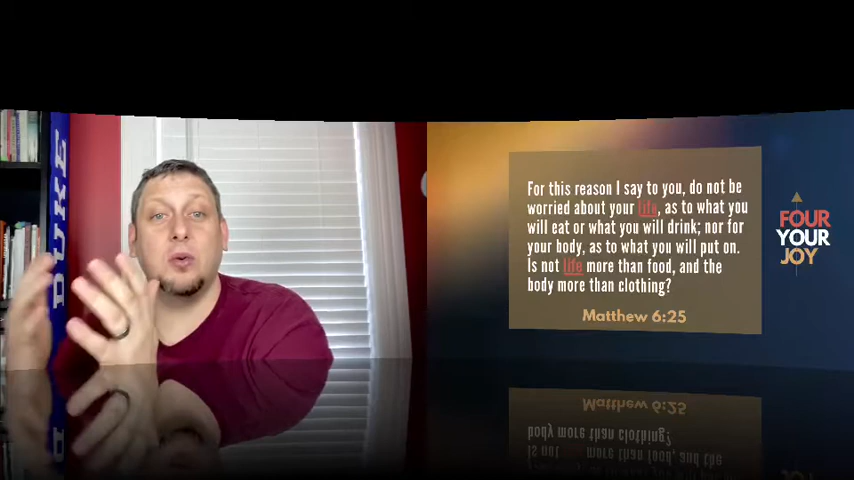 DUKE
For this reason I say to you, do not be
worried about your life, as to what you
will eat or what you will drink; nor for
your body, as to what you will put on.
Is not life more than food, and the
body more than clothing?
Matthew 6:25
FOUR
YOUR
JOY